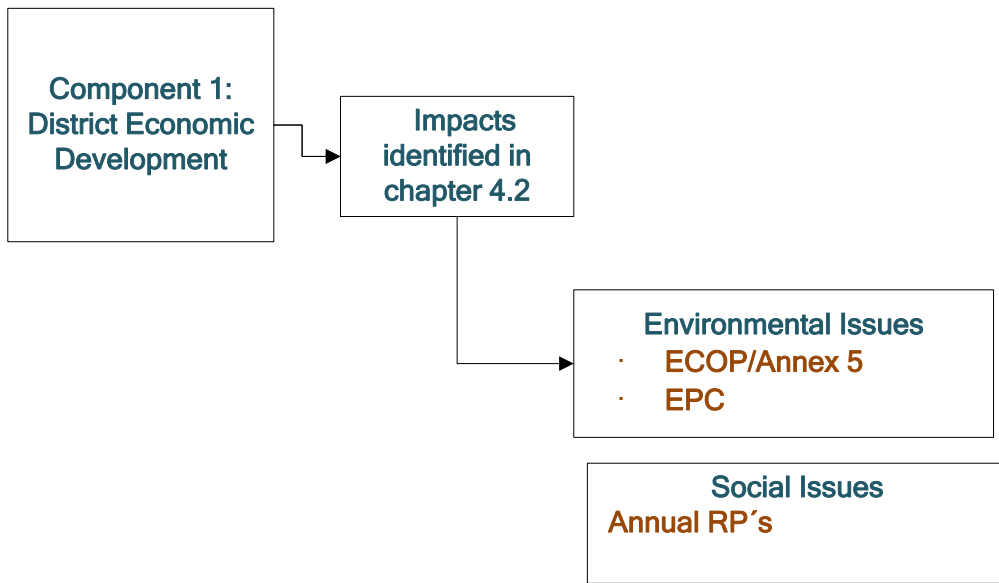 Component 1:
District Economic
Development
Impacts
identified in
chapter 4.2
Environmental Issues
· ECOP/Annex 5
· EPC
Social Issues
Annual RP´s